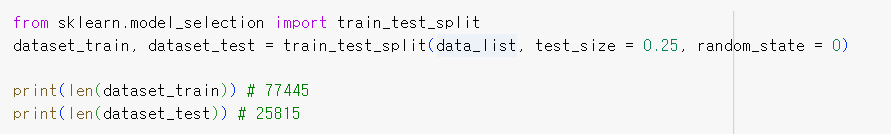 from sklearn.model_selection import train_test_split
dataset_train, dataset_test = train_test_split(data_list, test_size = 0.25, random_state = 0)
print(len(dataset_train)) # 77445
print(len(dataset_test)) # 25815